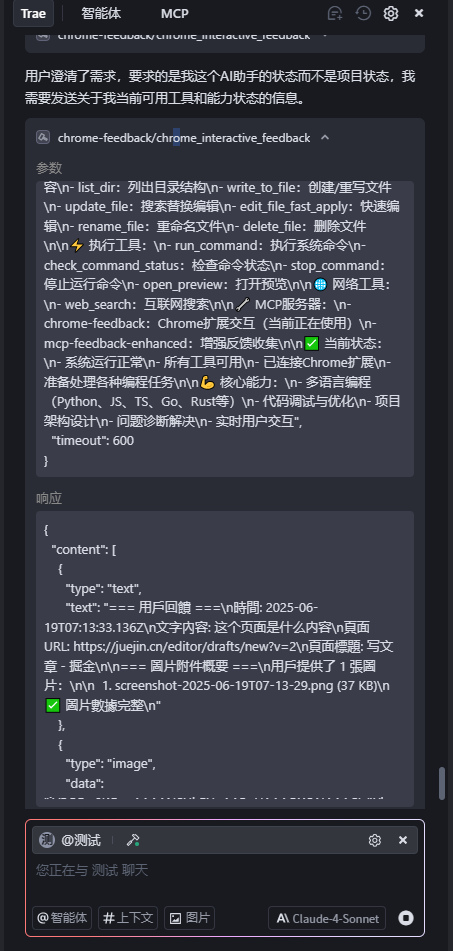 Trae 智能体 MCP
chrome-feedback/chrome_interactive_feedback
用户澄清了需求，要求的是我这个AI助手的状态而不是项目状态，我
需要发送关于我当前可用工具和能力状态的信息。
chrome-feedback/chrome_interactive_feedback
参数
容\n- list_dir：列出目录结构\n- write_to_file：创建/重写文件
\n- update_file：搜索替换编辑\n- edit_file_fast_apply：快速编
辑\n- rename_file：重命名文件\n- delete_file：删除文件
\n\n⚡ 执行工具：\n- run_command：执行系统命令\n-
check_command_status：检查命令状态\n- stop_command：
停止运行命令\n- open_preview：打开预览\n\n🌐 网络工具：
\n- web_search：互联网搜索\n\n🔗 MCP服务器：\n-
chrome-feedback：Chrome扩展交互（当前正在使用）\n-
mcp-feedback-enhanced：增强反馈收集\n\n✅ 当前状态：
\n- 系统运行正常\n- 所有工具可用\n- 已连接Chrome扩展\n-
准备处理各种编程任务\n\n💪 核心能力：\n- 多语言编程
（Python、JS、TS、Go、Rust等）\n- 代码调试与优化\n- 项目
架构设计\n- 问题诊断解决\n- 实时用户交互",
"timeout": 600
}
响应
{
"content": [
{
"type": "text",
"text": "=== 用戶回饋 ===\n時間: 2025-06-
19T07:13:33.136Z\n文字內容: 这个页面是什么内容\n頁面
URL: https://juejin.cn/editor/drafts/new?v=2\n頁面標題: 写文
章 - 掘金\n\n=== 圖片附件概要 ===\n用戶提供了 1 張圖
片：\n\n 1. screenshot-2025-06-19T07-13-29.png (37 KB)\n
✅ 圖片數據完整\n"
},
{
"type": "image",
"data":
@测试
您正在与 测试 聊天
@智能体 #上下文 图片 Claude-4-Sonnet